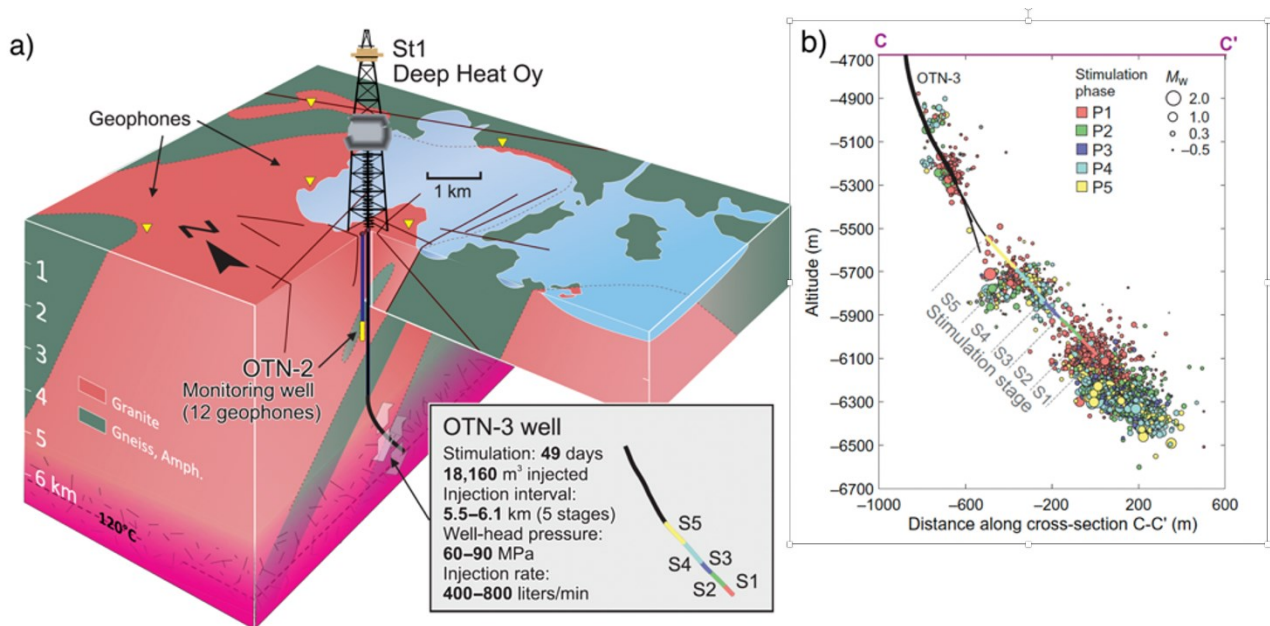 a)
St1
Deep Heat Oy
Geophones
1 km
N
1
2
3
4
5
6 km
OTN-2
Monitoring well
(12 geophones)
Granite
Gneiss, Amph.
120°C
OTN-3 well
Stimulation: 49 days
18,160 m³ injected
Injection interval:
5.5–6.1 km (5 stages)
Well-head pressure:
60–90 MPa
Injection rate:
400–800 liters/min
S5
S4
S3
S2
S1
b)
C
C'
OTN-3
Stimulation
phase
P1
P2
P3
P4
P5
Mw
2.0
1.0
0.3
–0.5
–4700
–4900
–5100
–5300
–5500
–5700
–5900
–6100
–6300
–6500
–6700
Altitude (m)
S5
S4
S3
S2
S1
Stimulation stage
–1000
–600
–200
200
600
Distance along cross-section C-C' (m)